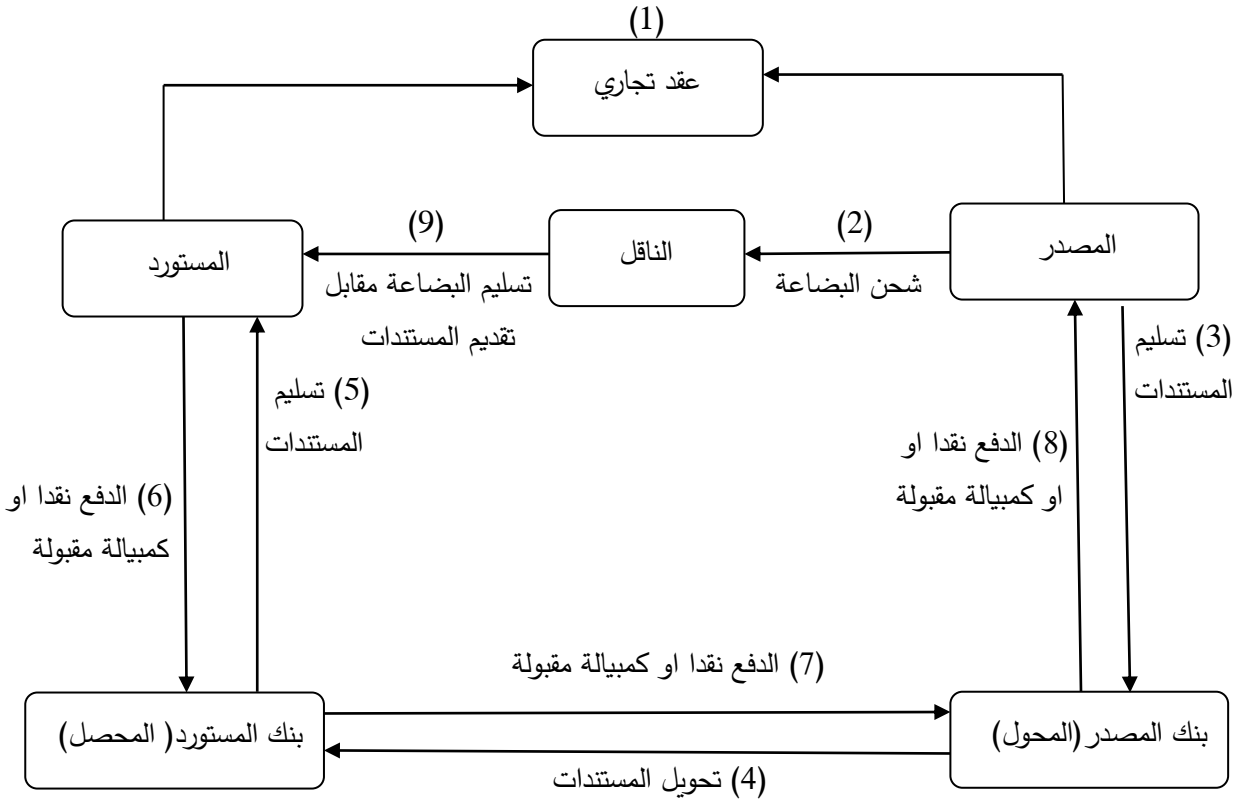 (1)
عقد تجاري
المصدر
(2)
شحن البضاعة
الناقل
(9)
تسليم البضاعة مقابل
تقديم المستندات
المستورد
(3) تسليم
المستندات
(8) الدفع نقدا او
او كمبيالة مقبولة
(5) تسليم
المستندات
(6) الدفع نقدا او
كمبيالة مقبولة
(7) الدفع نقدا او كمبيالة مقبولة
بنك المصدر (المحول)
بنك المستورد( المحصل)
(4) تحويل المستندات